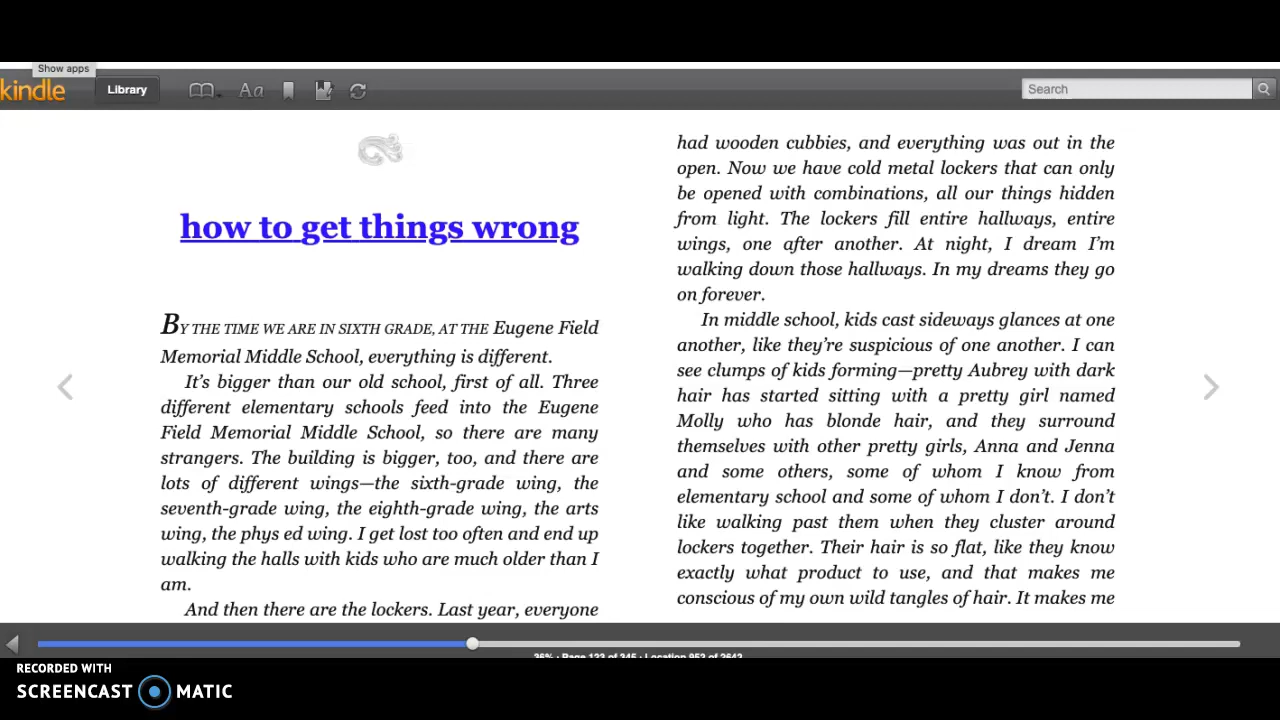 Show apps
kindle
Library
Aa
Search
how to get things wrong
BY THE TIME WE ARE IN SIXTH GRADE, AT THE Eugene Field
Memorial Middle School, everything is different.
It's bigger than our old school, first of all. Three
different elementary schools feed into the Eugene
Field Memorial Middle School, so there are many
strangers. The building is bigger, too, and there are
lots of different wings—the sixth-grade wing, the
seventh-grade wing, the eighth-grade wing, the arts
wing, the phys ed wing. I get lost too often and end up
walking the halls with kids who are much older than I
am.
And then there are the lockers. Last year, everyone
had wooden cubbies, and everything was out in the
open. Now we have cold metal lockers that can only
be opened with combinations, all our things hidden
from light. The lockers fill entire hallways, entire
wings, one after another. At night, I dream I'm
walking down those hallways. In my dreams they go
on forever.
In middle school, kids cast sideways glances at one
another, like they're suspicious of one another. I can
see clumps of kids forming—pretty Aubrey with dark
hair has started sitting with a pretty girl named
Molly who has blonde hair, and they surround
themselves with other pretty girls, Anna and Jenna
and some others, some of whom I know from
elementary school and some of whom I don't. I don't
like walking past them when they cluster around
lockers together. Their hair is so flat, like they know
exactly what product to use, and that makes me
conscious of my own wild tangles of hair. It makes me
36% · Page 123 of 345 · Location 952 of 2642
RECORDED WITH
SCREENCAST MATIC